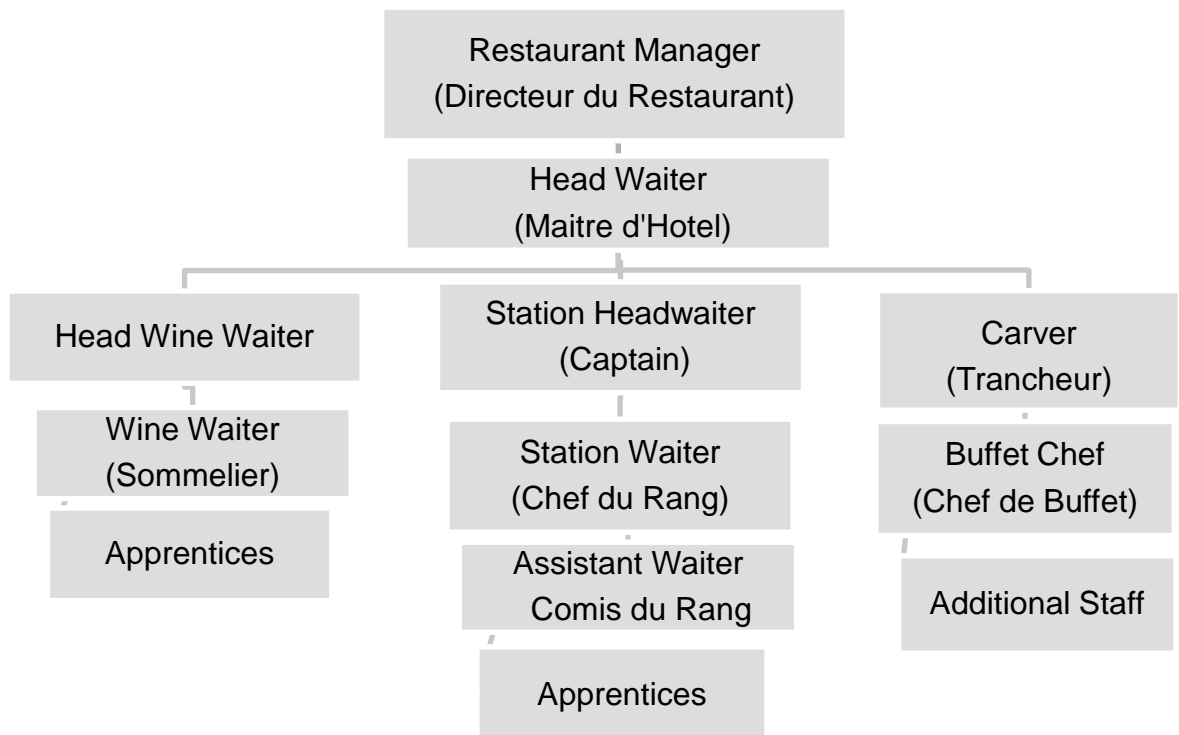 Restaurant Manager
(Directeur du Restaurant)
Head Waiter
(Maitre d'Hotel)
Head Wine Waiter
Wine Waiter
(Sommelier)
Apprentices
Station Headwaiter
(Captain)
Station Waiter
(Chef du Rang)
Assistant Waiter
Comis du Rang
Apprentices
Carver
(Trancheur)
Buffet Chef
(Chef de Buffet)
Additional Staff